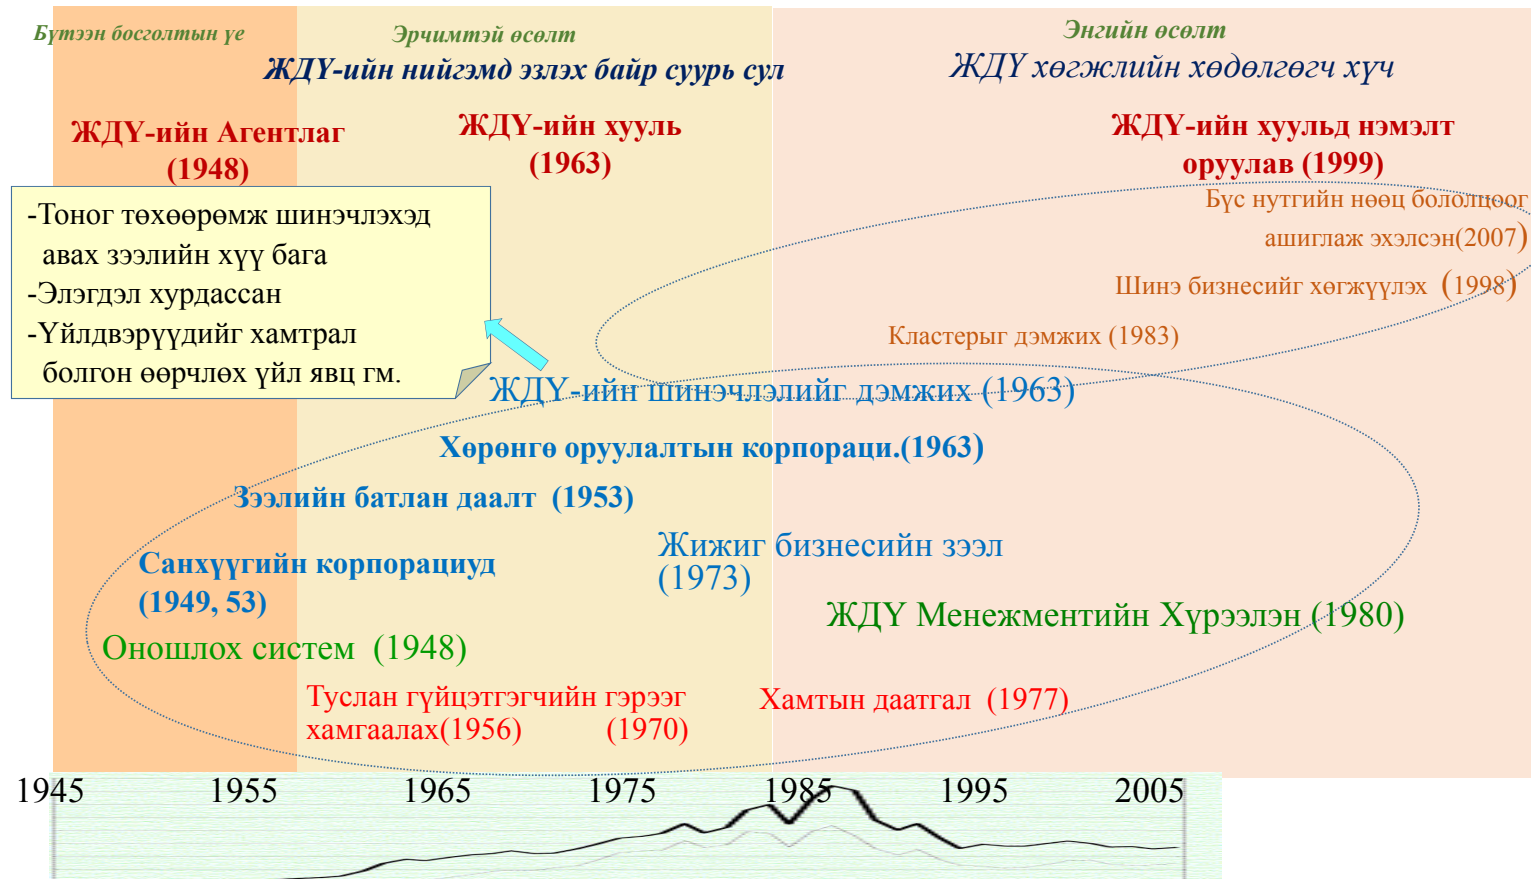 Бүтээн босголтын үе
Эрчимтэй өсөлт
Энгийн өсөлт
ЖДҮ-ийн нийгэмд эзлэх байр суурь сул
ЖДҮ хөгжлийн хөдөлгөгч хүч
ЖДҮ-ийн Агентлаг
(1948)
ЖДҮ-ийн хууль
(1963)
ЖДҮ-ийн хуульд нэмэлт
оруулав (1999)
-Тоног төхөөрөмж шинэчлэхэд
авах зээлийн хүү бага
-Элэгдэл хурдассан
-Үйлдвэрүүдийг хамтрал
болгон өөрчлөх үйл явц гм.
Бүс нутгийн нөөц бололцоог
ашиглаж эхэлсэн(2007)
Шинэ бизнесийг хөгжүүлэх (1998)
Кластерыг дэмжих (1983)
ЖДҮ-ийн шинэчлэлийг дэмжих (1963)
Хөрөнгө оруулалтын корпораци.(1963)
Зээлийн батлан даалт (1953)
Жижиг бизнесийн зээл
(1973)
Санхүүгийн корпорациуд
(1949, 53)
ЖДҮ Менежментийн Хүрээлэн (1980)
Оношлох систем (1948)
Туслан гүйцэтгэгчийн гэрээг
хамгаалах(1956) (1970)
Хамтын даатгал (1977)
1945 1955 1965 1975 1985 1995 2005